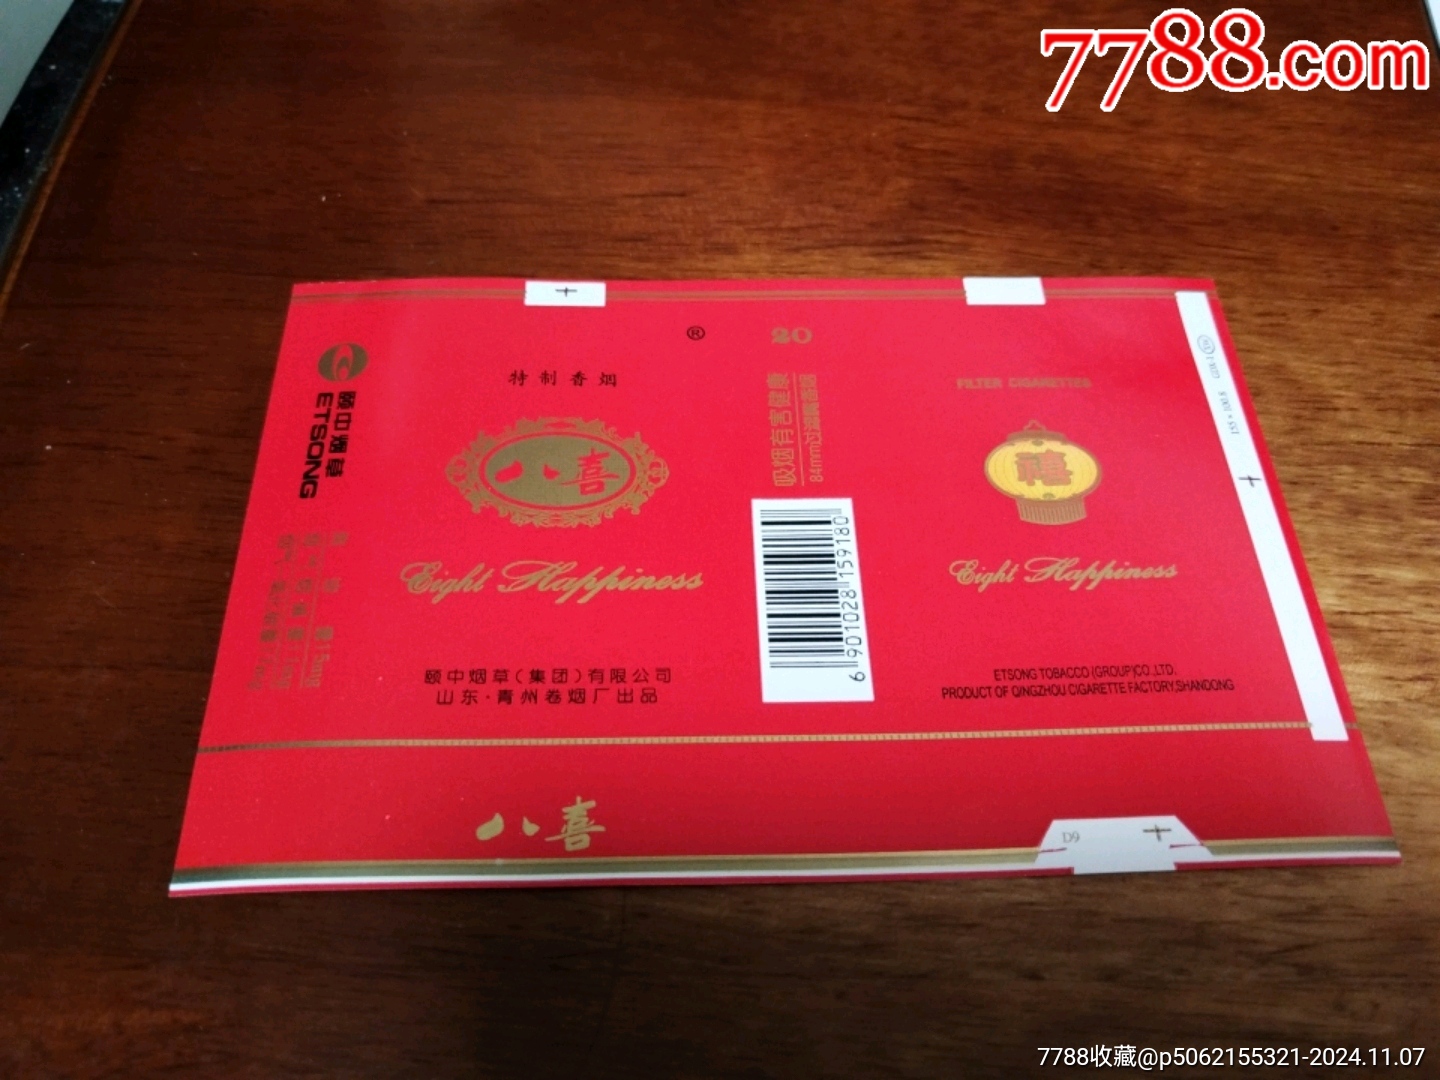 7788.com
颐中烟草
ETSONG
特制香烟
®
八喜
Eight Happiness
颐中烟草(集团)有限公司
山东·青州卷烟厂出品
八喜
20
吸烟有害健康
84mm过滤嘴香烟
6 901028 159180
FILTER CIGARETTES
禧
Eight Happiness
ETSONG TOBACCO (GROUP)CO.,LTD.
PRODUCT OF QINGZHOU CIGARETTE FACTORY,SHANDONG
D9
7788收藏@p5062155321-2024.11.07